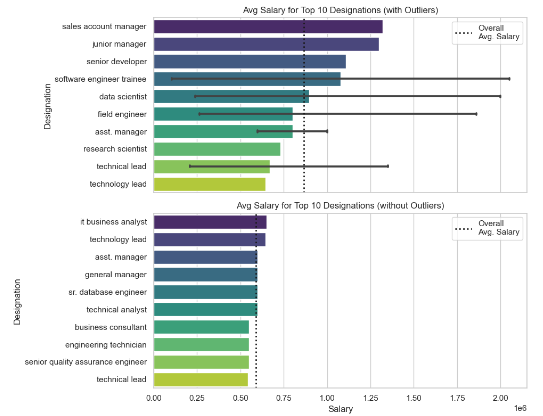 Avg Salary for Top 10 Designations (with Outliers)
sales account manager
junior manager
senior developer
software engineer trainee
data scientist
field engineer
asst. manager
research scientist
technical lead
technology lead
Designation
Overall
Avg. Salary
Avg Salary for Top 10 Designations (without Outliers)
it business analyst
technology lead
asst. manager
general manager
sr. database engineer
technical analyst
business consultant
engineering technician
senior quality assurance engineer
technical lead
Designation
Overall
Avg. Salary
0.00 0.25 0.50 0.75 1.00 1.25 1.50 1.75 2.00
Salary
1e6